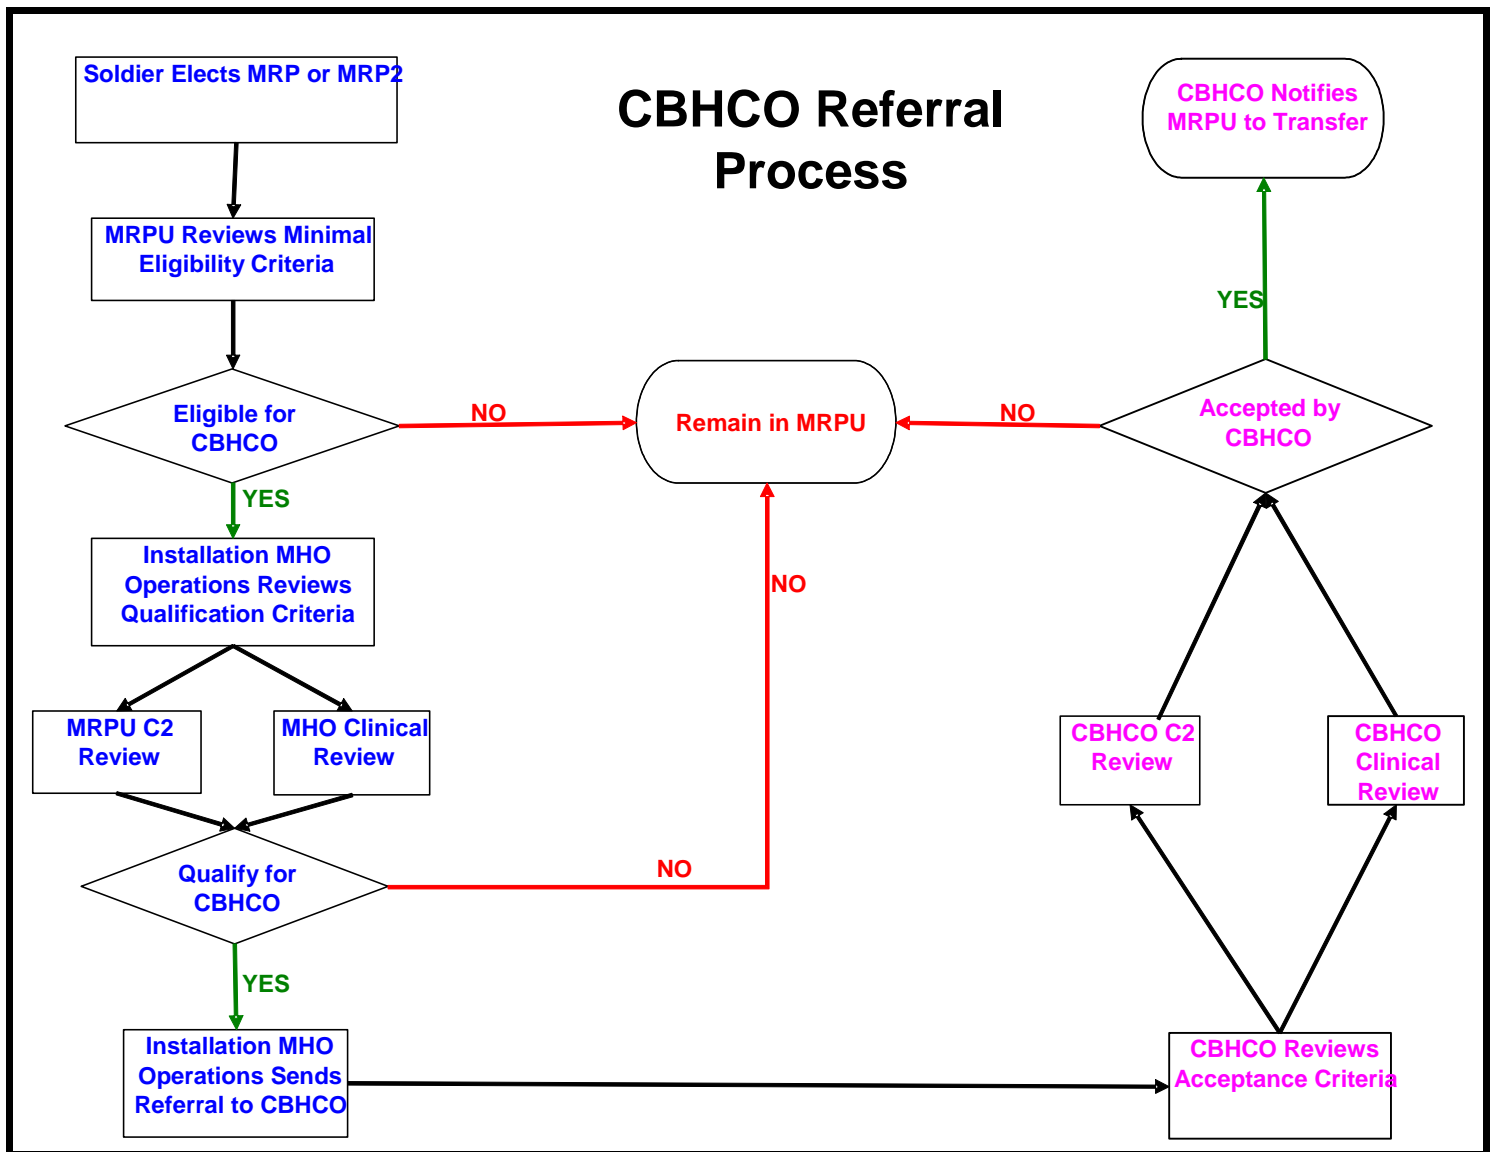 Soldier Elects MRP or MRP2
CBHCO Referral
Process
CBHCO Notifies
MRPU to Transfer
MRPU Reviews Minimal
Eligibility Criteria
YES
Eligible for
CBHCO
NO
Remain in MRPU
NO
Accepted by
CBHCO
YES
Installation MHO
Operations Reviews
Qualification Criteria
NO
MRPU C2
Review
MHO Clinical
Review
CBHCO C2
Review
CBHCO
Clinical
Review
Qualify for
CBHCO
NO
YES
Installation MHO
Operations Sends
Referral to CBHCO
CBHCO Reviews
Acceptance Criteria